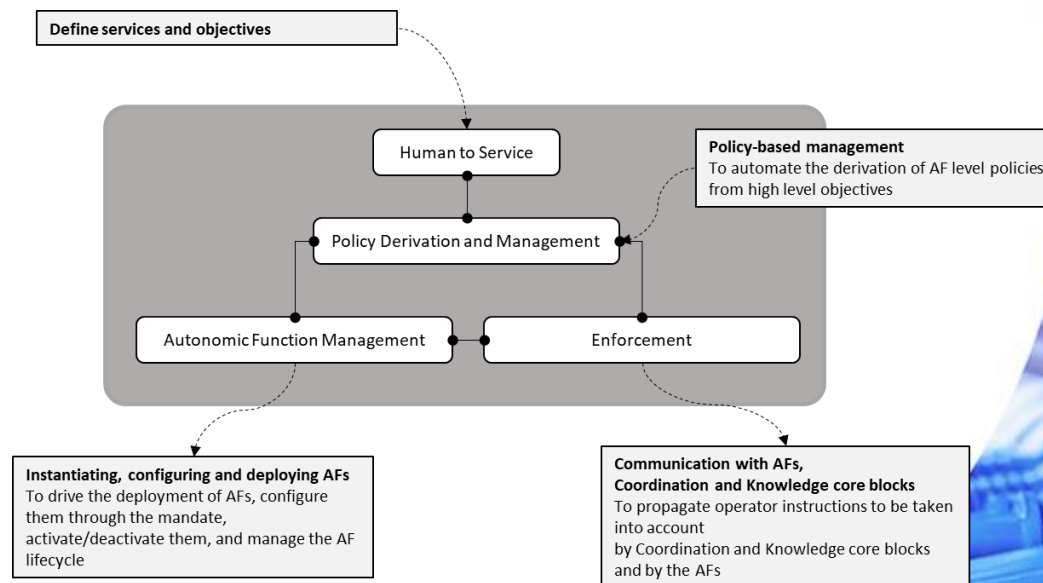 Define services and objectives
Human to Service
Policy-based management
To automate the derivation of AF level policies
from high level objectives
Policy Derivation and Management
Autonomic Function Management
Enforcement
Instantiating, configuring and deploying AFs
To drive the deployment of AFs, configure
them through the mandate,
activate/deactivate them, and manage the AF
lifecycle
Communication with AFs,
Coordination and Knowledge core blocks
To propagate operator instructions to be taken
into account
by Coordination and Knowledge core blocks
and by the AFs